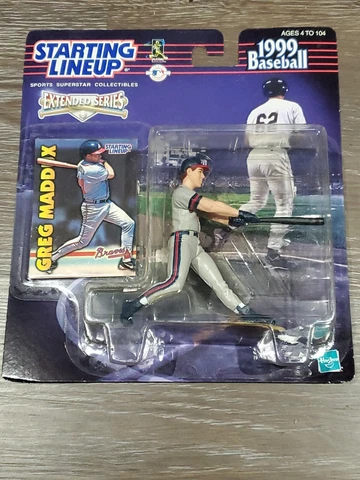 AGES 4 TO 104
STARTING
LINEUP
1999
Baseball
SPORTS SUPERSTAR COLLECTIBLES
EXTENDED SERIES
62
STARTING
LINEUP
GREG MADDUX
Braves
Hasbro